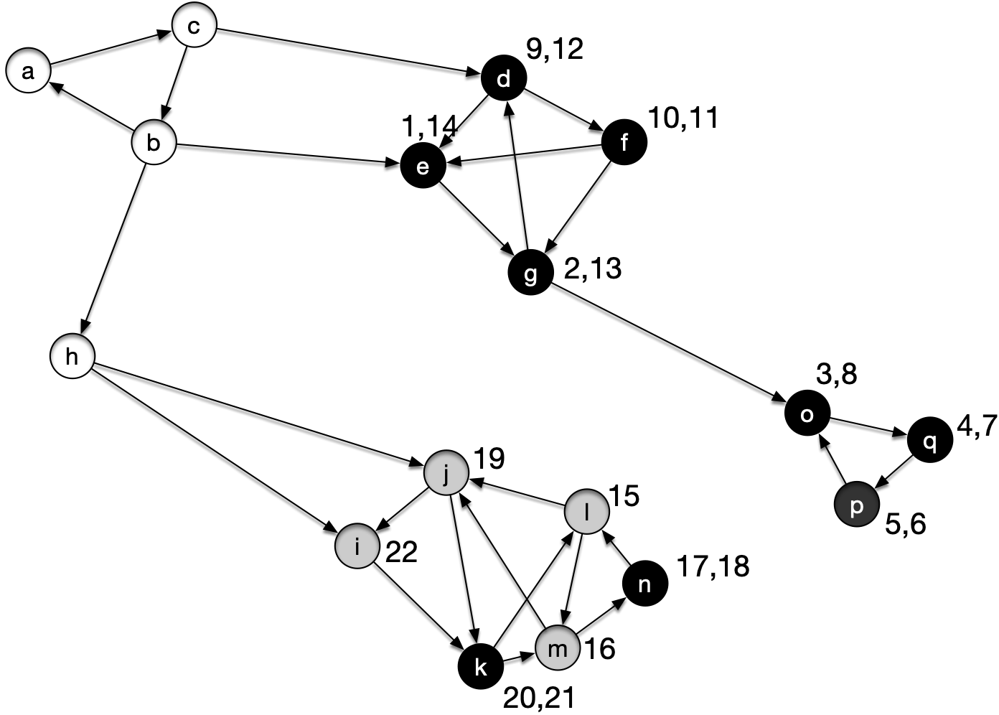 c
9,12
a
d
10,11
1,14
b
f
e
g
2,13
h
3,8
o
4,7
q
j
19
15
l
p
5,6
i
22
17,18
n
m
16
k
20,21